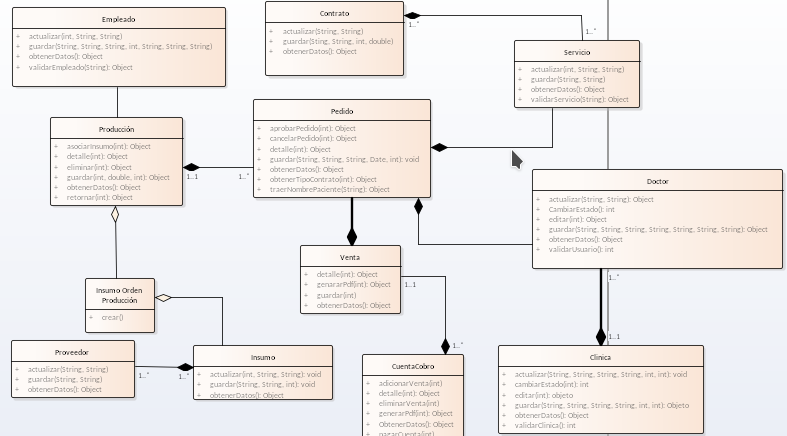 Empleado
+ actualizar(int, String, String)
+ guardar(String, String, String, int, String, String, String)
+ obtenerDatos(): Object
+ validarEmpleado(String): Object
Contrato
+ actualizar(String, String)
+ guardar(Sting, String, int, double)
+ obtenerDatos(): Object
1..*
1..*
Servicio
+ actualizar(int, String, String)
+ guardar(String, String)
+ obtenerDatos(): Object
+ validarServicio(String): Object
Producción
+ asociarInsumo(int): Object
+ detalle(int): Object
+ eliminar(int): Object
+ guardar(int, double, int): Object
+ obtenerDatos(): Object
+ retornar(int): Object
1..1
1..*
Pedido
+ aprobarPedido(int): Object
+ cancelarPedido(int): Object
+ detalle(int): Object
+ guardar(String, String, String, Date, int): void
+ obtenerDatos(): Object
+ obtenerTipoContrato(int): Object
+ traerNombrePaciente(String): Object
Doctor
+ actualizar(String, String): Object
+ CambiarEstado(): int
+ editar(int): Object
+ guardar(String, String, String, String, String, String, String): Object
+ obtenerDatos(): Object
+ validarUsuario(): int
Venta
+ detalle(int): Object
+ genararPdf(int): Object
+ guardar(int)
+ obtenerDatos(): Object
1..1
1..*
1..*
1..1
Insumo Orden
Producción
+ crear()
Proveedor
+ actualizar(String, String)
+ guardar(String, String)
+ obtenerDatos(): Object
1..*
1..*
Insumo
+ actualizar(int, String, String): void
+ guardar(String, String, int): void
+ obtenerDatos(): Object
CuentaCobro
+ adicionarVenta(int)
+ detalle(int): Object
+ eliminarVenta(int)
+ generarPdf(int): Object
+ ObtenerDatos(): Object
+ pagarCuenta(int): Object
Clinica
+ actualizar(String, String, String, String, int, int): void
+ cambiarEstado(int): int
+ editar(int): objeto
+ guardar(String, String, String, String, int, int): Objeto
+ obtenerDatos(): Object
+ validarClinica(): int